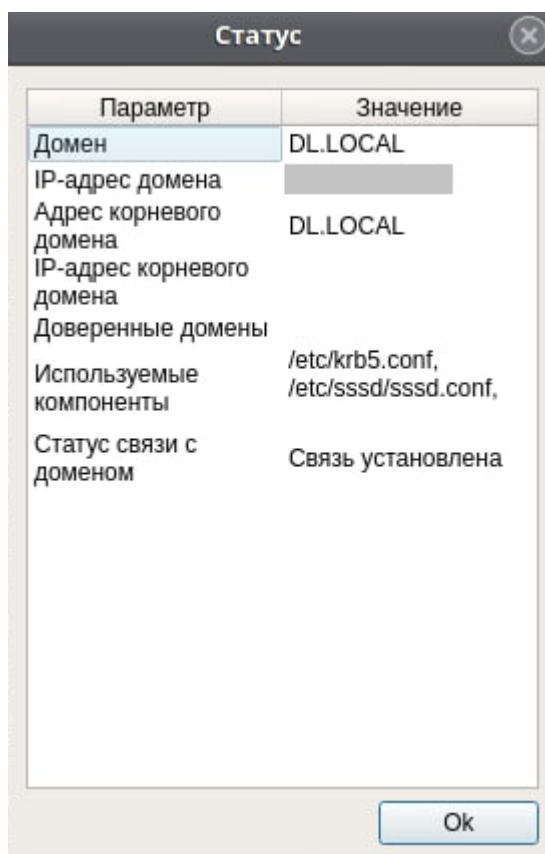 Статус
Параметр Значение
Домен DL.LOCAL
IP-адрес домена
Адрес корневого
домена DL.LOCAL
IP-адрес корневого
домена
Доверенные домены
Используемые
компоненты /etc/krb5.conf,
/etc/sssd/sssd.conf,
Статус связи с
доменом Связь установлена
Ok